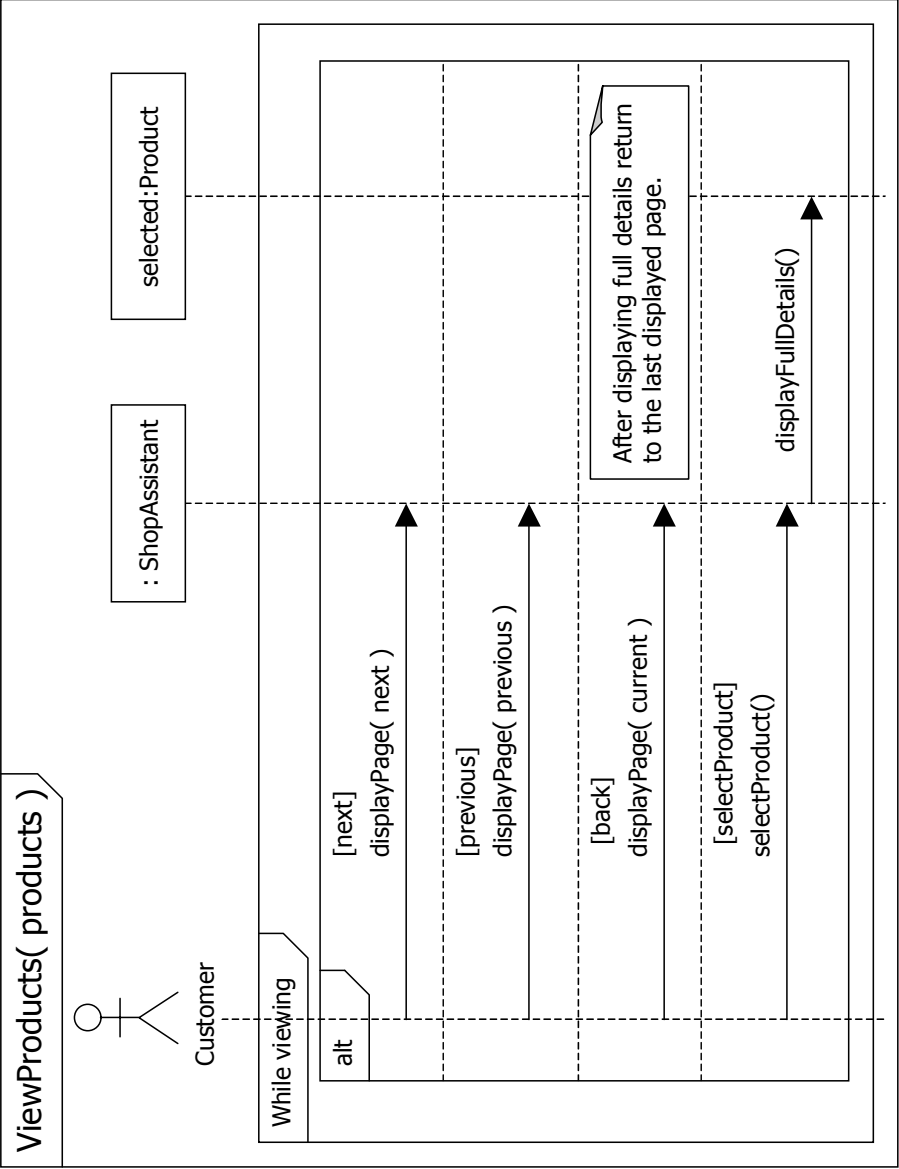 ViewProducts( products )
Customer
: ShopAssistant
selected:Product
While viewing
alt
[next]
displayPage( next )
[previous]
displayPage( previous )
[back]
displayPage( current )
After displaying full details return
to the last displayed page.
[selectProduct]
selectProduct()
displayFullDetails()